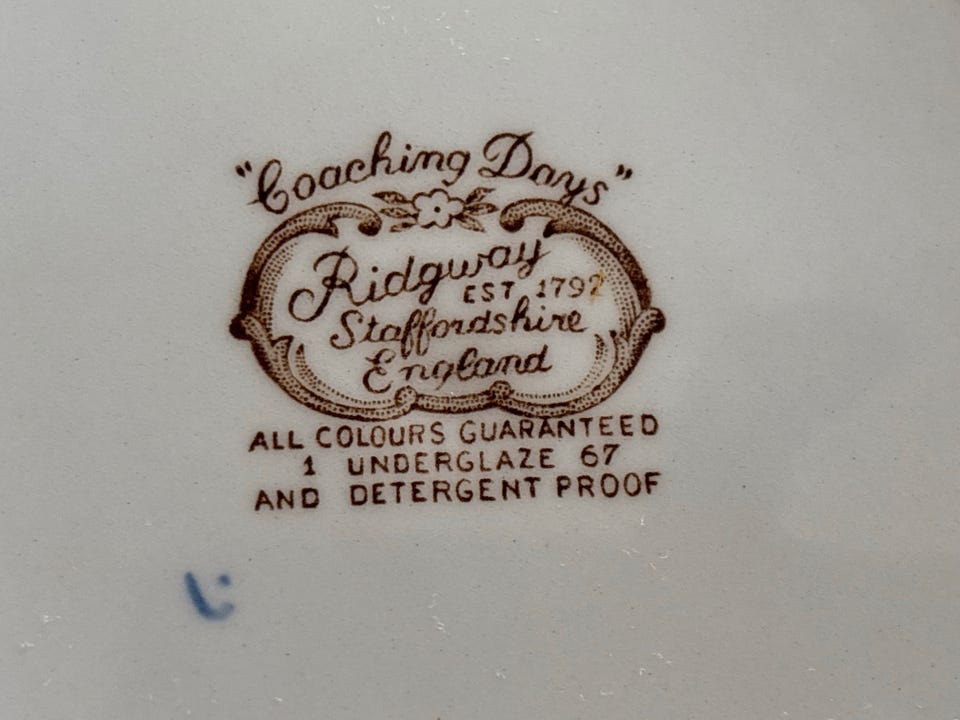 "Coaching Days"
Ridgway
EST 1792
Staffordshire
England
ALL COLOURS GUARANTEED
1 UNDERGLAZE 67
AND DETERGENT PROOF